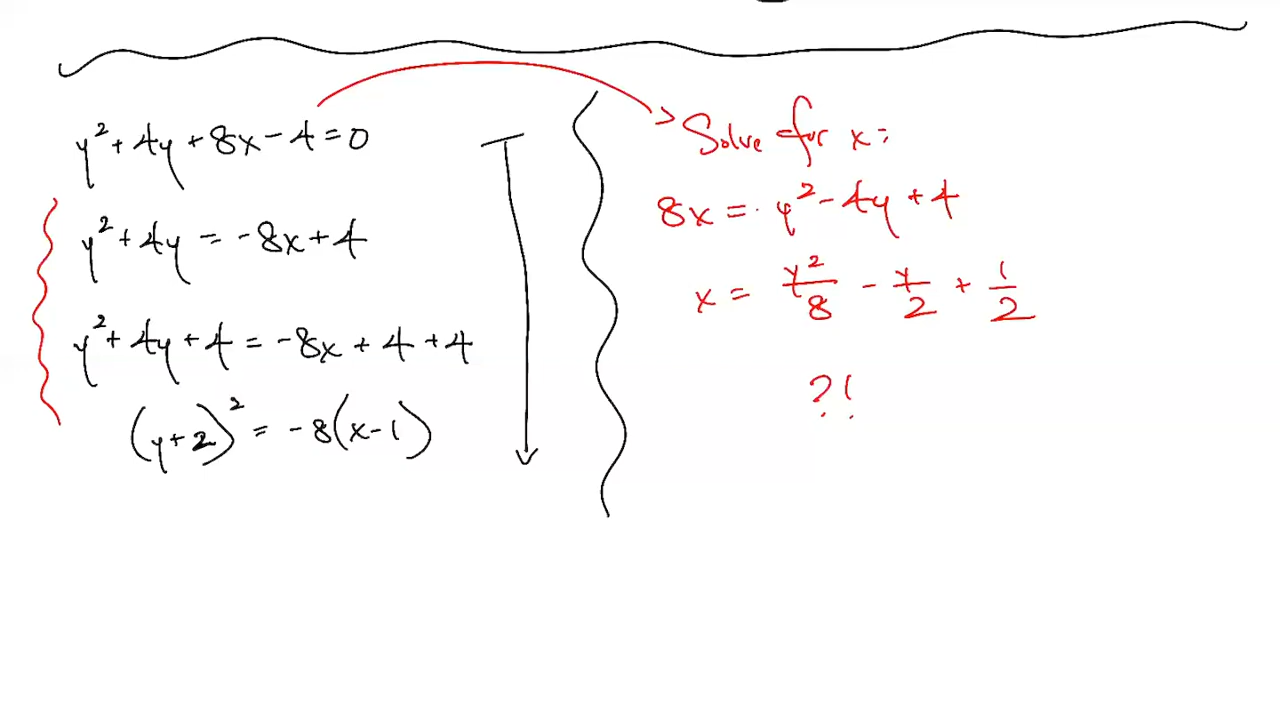 y² + 4y + 8x - 4 = 0
y² + 4y = -8x + 4
y² + 4y + 4 = -8x + 4 + 4
(y + 2)² = -8(x - 1)
Solve for x:
8x = - y² - 4y + 4
x = y²/8 - y/2 + 1/2
?!